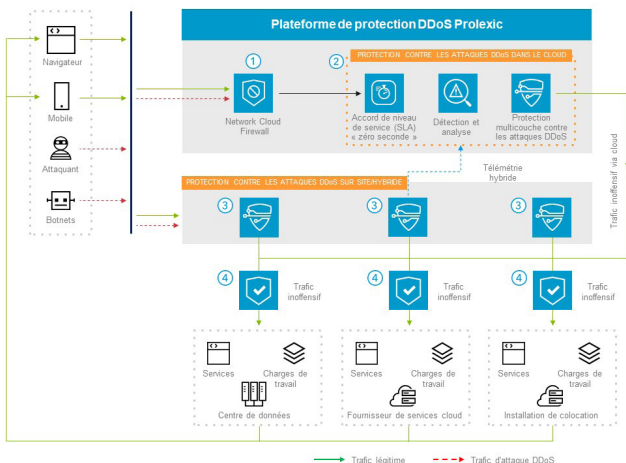 Plateforme de protection DDoS Prolexic
PROTECTION CONTRE LES ATTAQUES DDoS DANS LE CLOUD
1
2
Navigateur
Mobile
Attaquant
Botnets
Network Cloud
Firewall
Accord de niveau
de service (SLA)
« zéro seconde »
Détection et
analyse
Protection
multicouche contre
les attaques DDoS
Télémétrie
hybride
Trafic inoffensif via cloud
PROTECTION CONTRE LES ATTAQUES DDoS SUR SITE/HYBRIDE
3
3
3
4
Trafic
inoffensif
4
Trafic
inoffensif
4
Trafic
inoffensif
Services
Charges de
travail
Centre de données
Services
Charges de
travail
Fournisseur de services cloud
Services
Charges de
travail
Installation de colocation
Trafic légitime
Trafic d'attaque DDoS